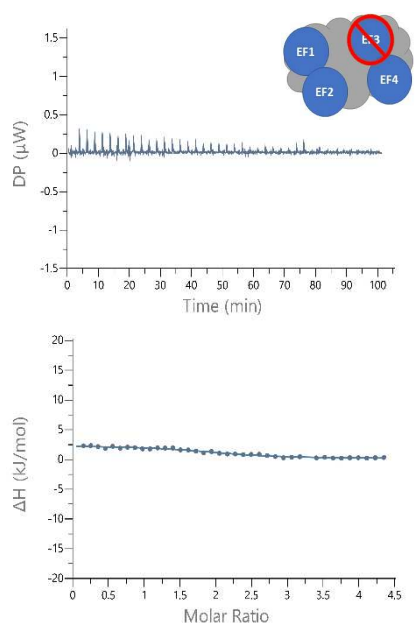 EF1
EF3
EF2
EF4
1.5
1
0.5
0
-0.5
-1
-1.5
DP (µW)
0 10 20 30 40 50 60 70 80 90 100
Time (min)
20
15
10
5
0
-5
-10
-15
-20
ΔH (kJ/mol)
0 0.5 1 1.5 2 2.5 3 3.5 4 4.5
Molar Ratio